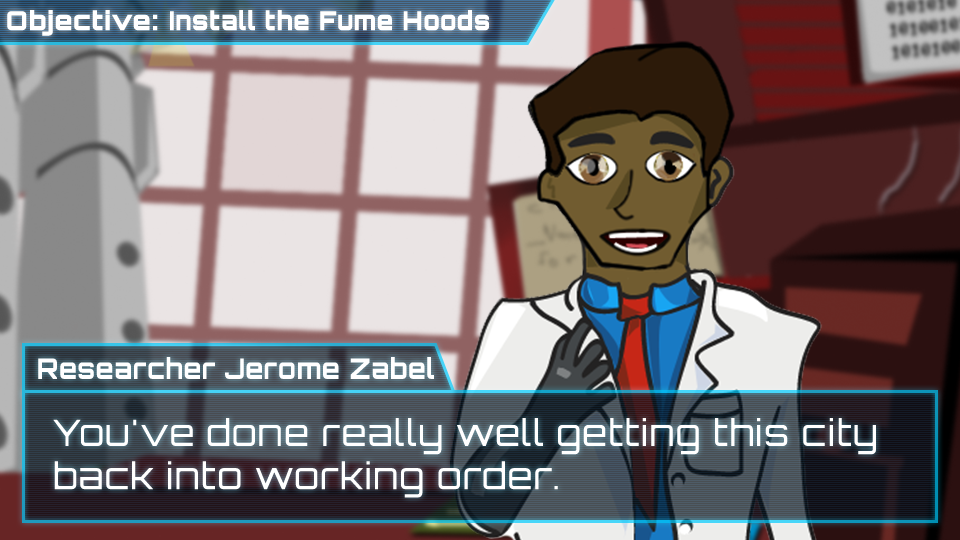 Objective: Install the Fume Hoods
Researcher Jerome Zabel
You've done really well getting this city
back into working order.